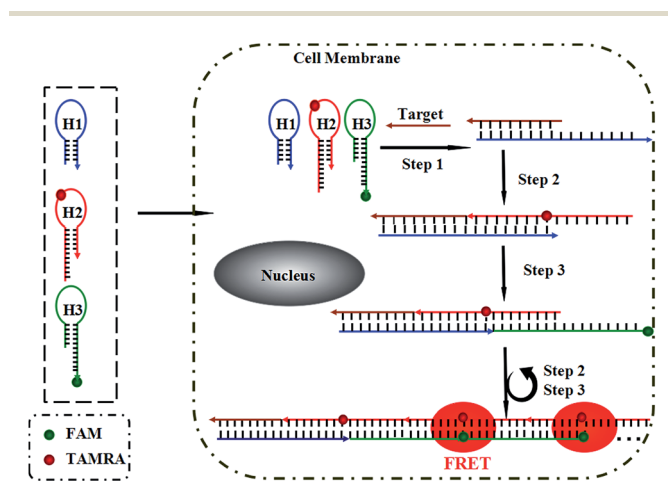 Cell Membrane
H1
H2
H3
FAM
TAMRA
H1
H2
H3
Target
Step 1
Step 2
Step 3
Nucleus
Step 2
Step 3
FRET